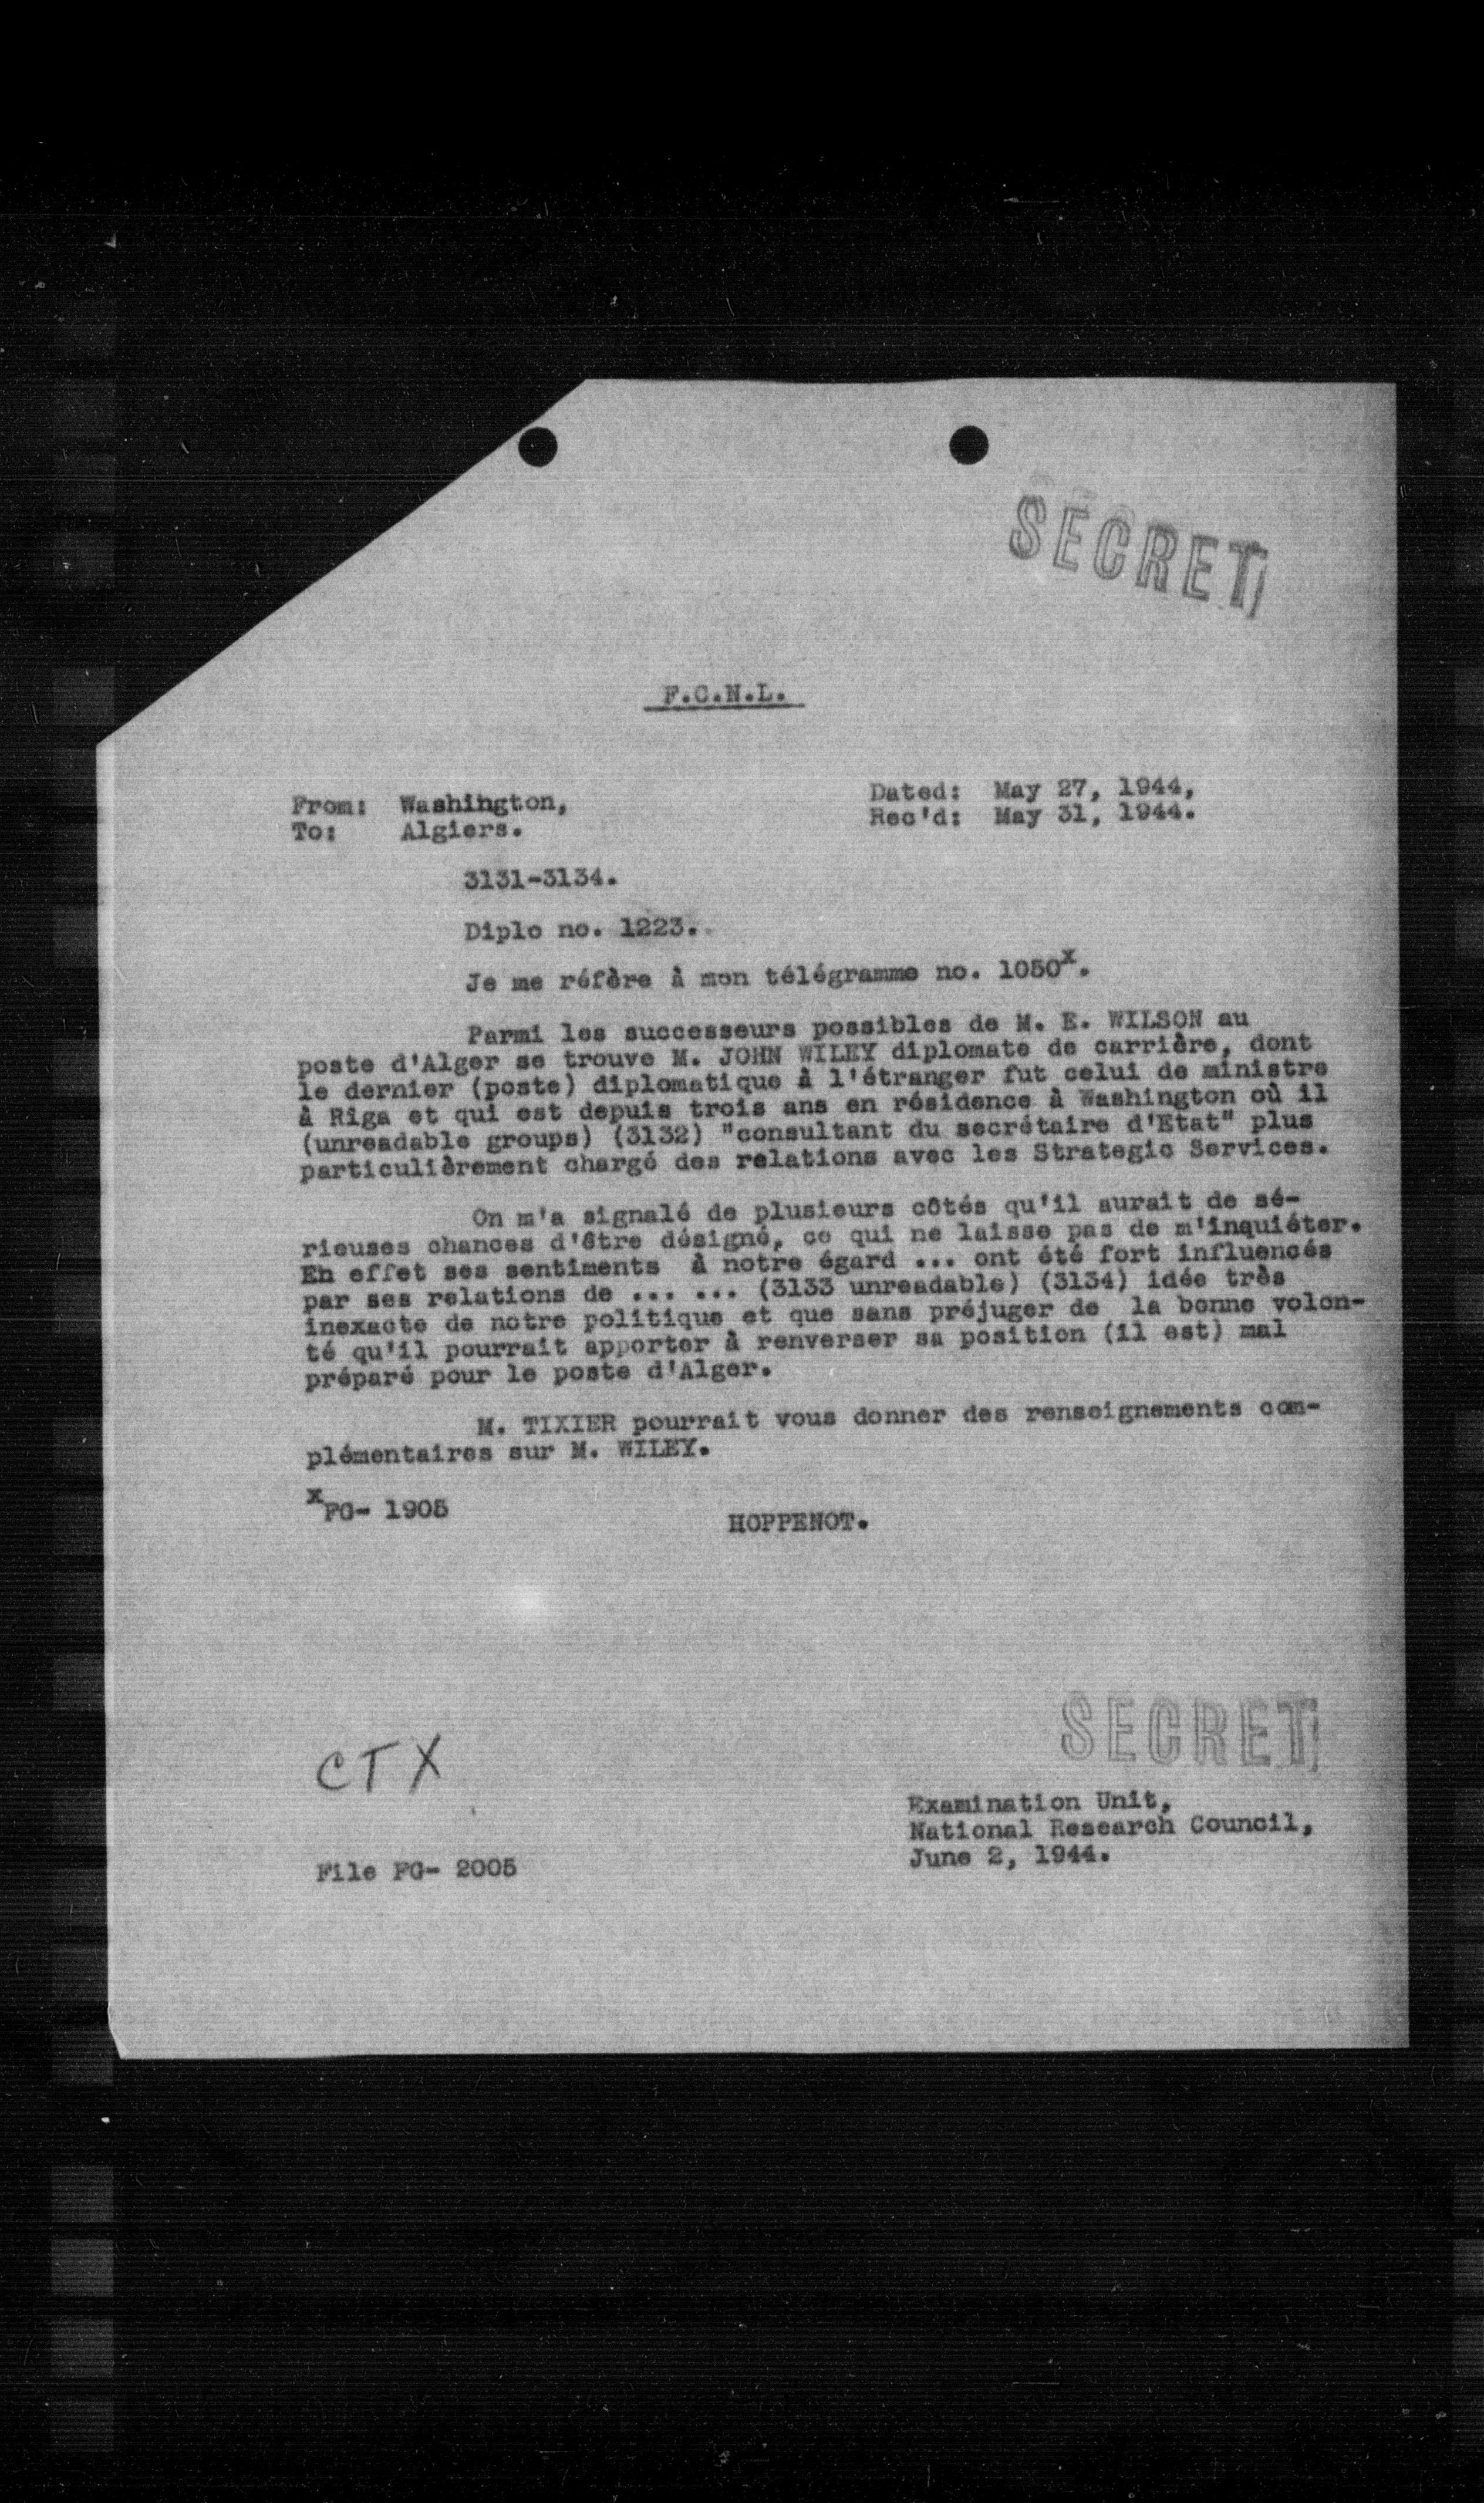 SECRET
F.C.N.L.
From: Washington,
To: Algiers.
Dated: May 27, 1944,
Rec'd: May 31, 1944.
3131-3134.
Diplo no. 1223.
Je me réfère à mon télégramme no. 1050x.
Parmi les successeurs possibles de M. E. WILSON au
poste d'Alger se trouve M. JOHN WILEY diplomate de carrière, dont
le dernier (poste) diplomatique à l'étranger fut celui de ministre
à Riga et qui est depuis trois ans en résidence à Washington où il
(unreadable groups) (3132) "consultant du secrétaire d'Etat" plus
particulièrement chargé des relations avec les Strategic Services.
On m'a signalé de plusieurs côtés qu'il aurait de sé-
rieuses chances d'être désigné, ce qui ne laisse pas de m'inquiéter.
En effet ses sentiments à notre égard ... ont été fort influencés
par ses relations de ... ... (3133 unreadable) (3134) idée très
inexacte de notre politique et que sans préjuger de la bonne volon-
té qu'il pourrait apporter à renverser sa position (il est) mal
préparé pour le poste d'Alger.
M. TIXIER pourrait vous donner des renseignements com-
plémentaires sur M. WILEY.
xFG- 1905
HOPPENOT.
SECRET
CTX
Examination Unit,
National Research Council,
June 2, 1944.
File FG- 2005